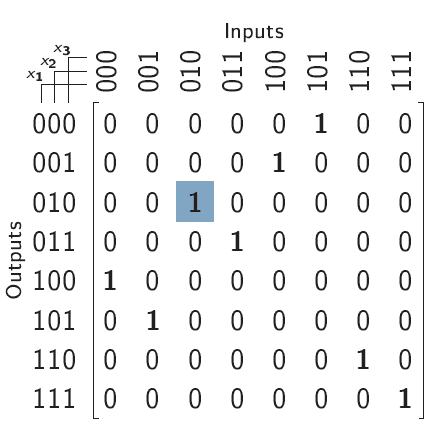 Inputs
x3
x2
x1
000 001 010 011 100 101 110 111
Outputs
000 0 0 0 0 0 1 0 0
001 0 0 0 0 1 0 0 0
010 0 0 1 0 0 0 0 0
011 0 0 0 1 0 0 0 0
100 1 0 0 0 0 0 0 0
101 0 1 0 0 0 0 0 0
110 0 0 0 0 0 0 1 0
111 0 0 0 0 0 0 0 1